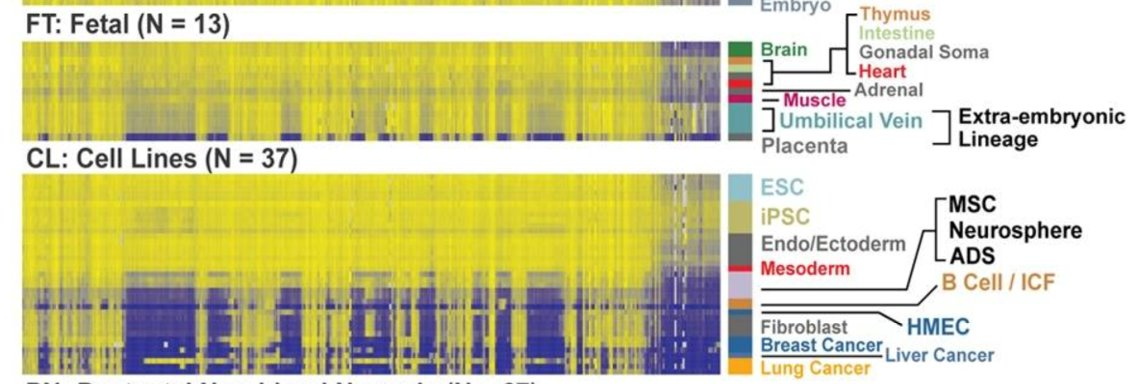 Embryo
FT: Fetal (N = 13)
Thymus
Intestine
Brain
Gonadal Soma
Heart
Adrenal
Muscle
Umbilical Vein
Extra-embryonic
Lineage
Placenta
CL: Cell Lines (N = 37)
ESC
iPSC
MSC
Neurosphere
Endo/Ectoderm
ADS
Mesoderm
B Cell / ICF
Fibroblast
HMEC
Breast Cancer
Liver Cancer
Lung Cancer